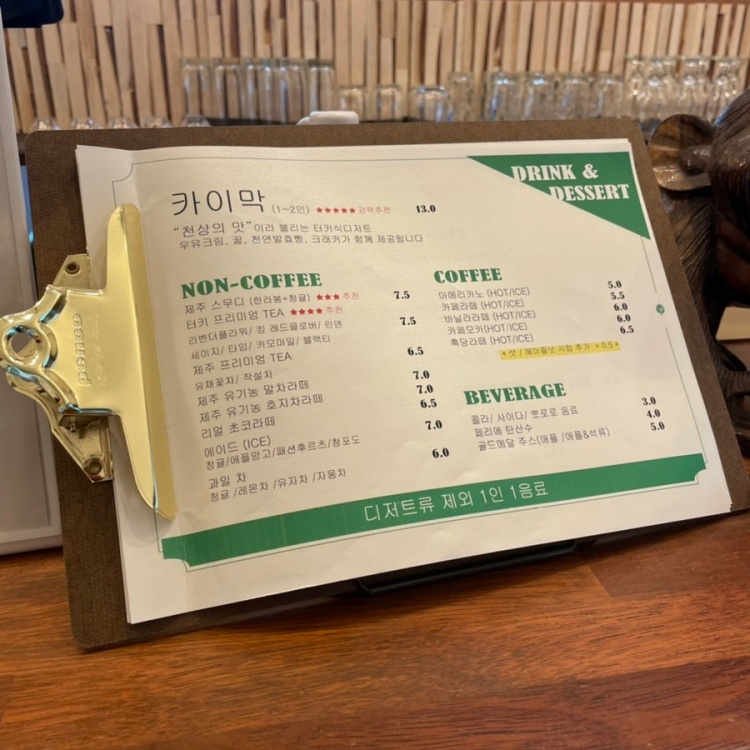 DRINK &
DESSERT
카이막 (1~2인) ★★★★★강력추천 13.0
"천상의 맛"이라 불리는 터키식디저트
우유크림, 꿀, 천연발효빵, 크래커가 함께 제공됩니다
NON-COFFEE
제주 스무디 (한라봉+청귤) ★★★추천 7.5
터키 프리미엄 TEA ★★★★추천 7.5
라벤더플라워/ 킹 레드클로버/ 린덴
세이지/ 타임/ 카모마일/ 블랙티
제주 프리미엄 TEA 6.5
유채꽃차/ 작설차
제주 유기농 말차라떼 7.0
제주 유기농 호지차라떼 7.0
리얼 초코라떼 6.5
에이드 (ICE) 7.0
청귤/애플망고/패션후르츠/청포도
과일 차 6.0
청귤 /레몬차 /유자차 /자몽차
COFFEE
아메리카노 (HOT/ICE) 5.0
카페라떼 (HOT/ICE) 5.5
바닐라라떼 (HOT/ICE) 6.0
카페모카(HOT/ICE) 6.0
흑당라떼 (HOT/ICE) 6.5
* 샷 / 헤이즐넛 시럽 추가 + 0.5 *
BEVERAGE
콜라/ 사이다/ 뽀로로 음료 3.0
페리에 탄산수 4.0
골드메달 주스(애플 /애플&석류) 5.0
디저트류 제외 1인 1음료
penco